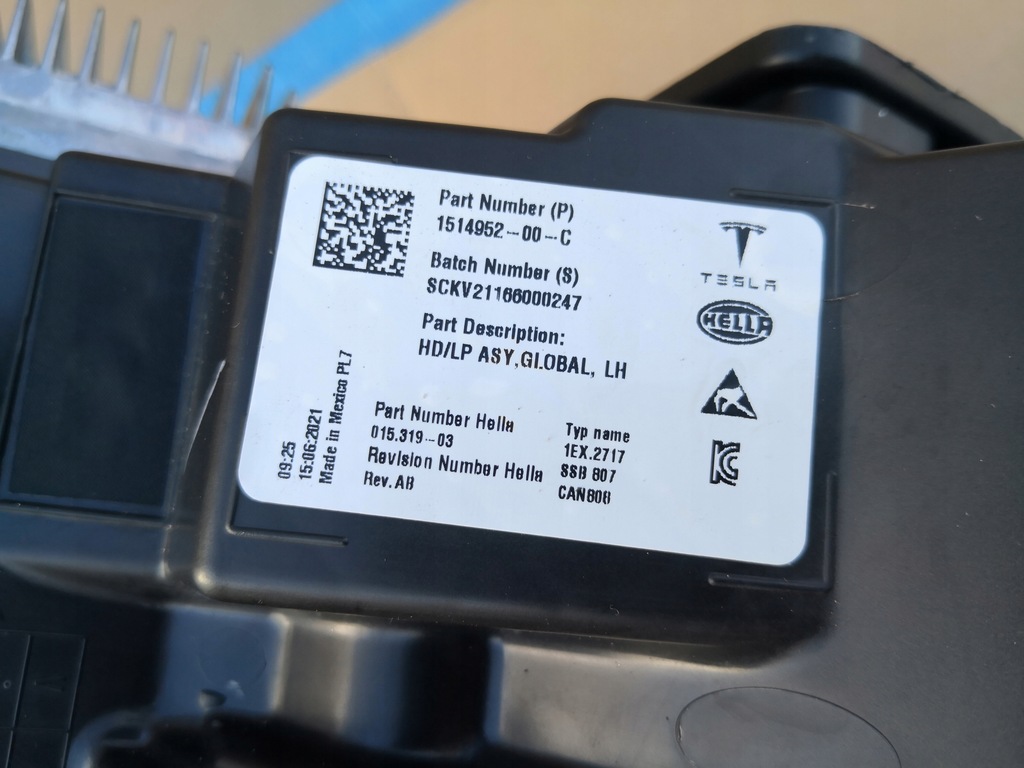 Part Number (P)
1514952-00-C
Batch Number (S)
SCKV21166000247
Part Description:
HD/LP ASY,GLOBAL, LH
Part Number Hella
015.319-03
Revision Number Hella
Rev. AB
Typ name
1EX.2717
SSB 807
CAN808
09:25
15:06:2021
Made in Mexico PL7
TESLA
HELLA